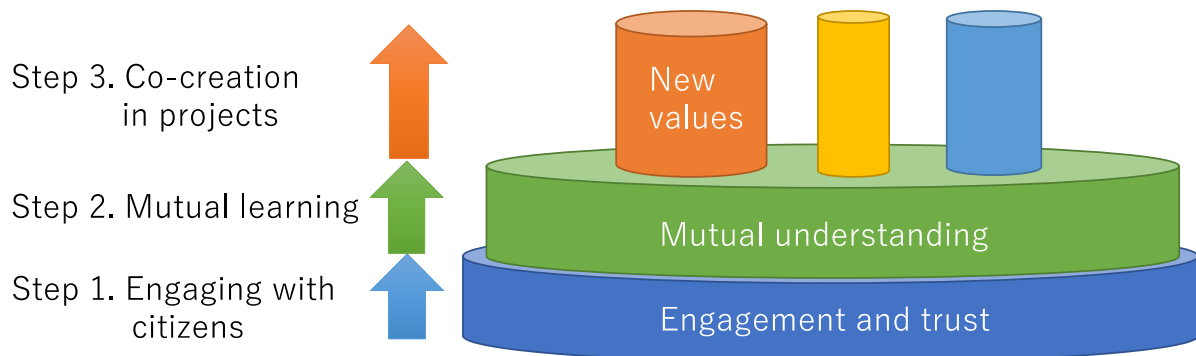 Step 3. Co-creation
in projects
New
values
Step 2. Mutual learning
Mutual understanding
Step 1. Engaging with
citizens
Engagement and trust